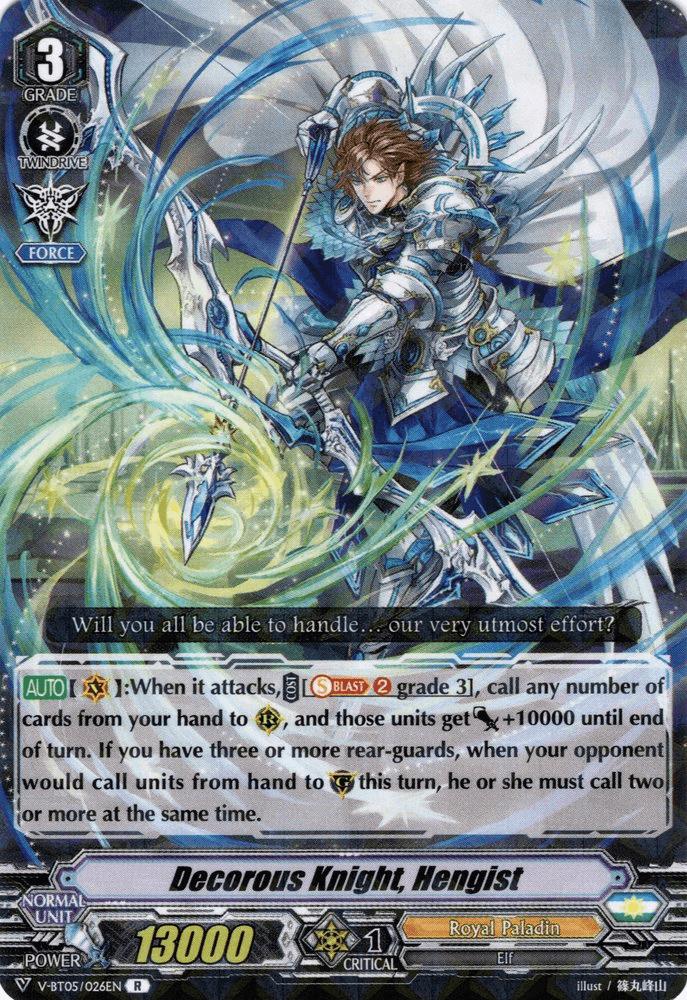 3
GRADE
TWINDRIVE
FORCE
Will you all be able to handle… our very utmost effort?
AUTO【V】:When it attacks, COST [S BLAST 2 grade 3], call any number of
cards from your hand to R, and those units get +10000 until end
of turn. If you have three or more rear-guards, when your opponent
would call units from hand to G this turn, he or she must call two
or more at the same time.
Decorous Knight, Hengist
NORMAL
UNIT
POWER
13000
1
CRITICAL
Royal Paladin
Elf
V-BT05/026EN R
illust / 篠丸峰山